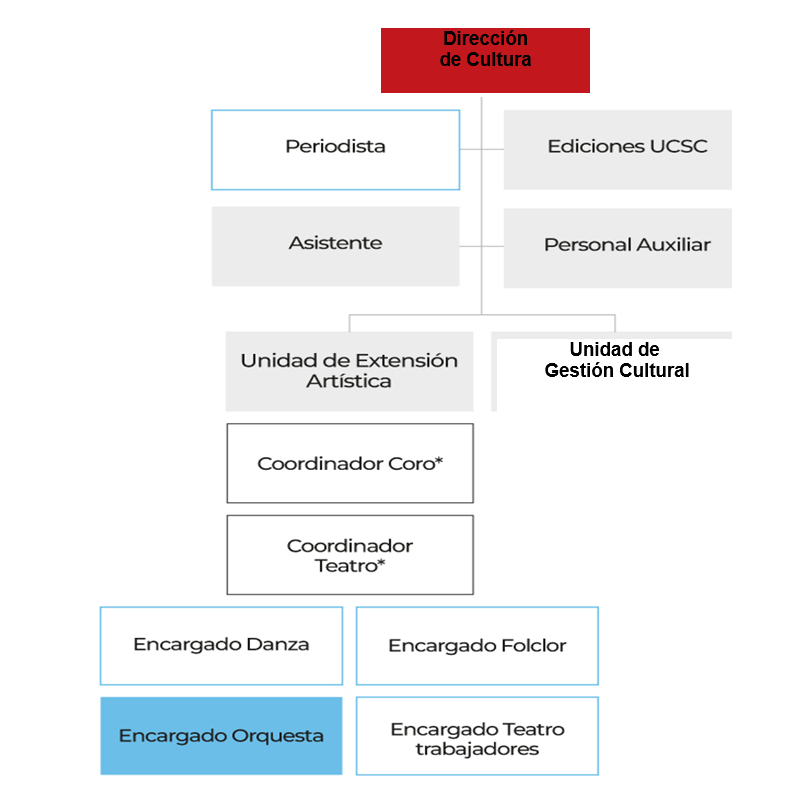 Dirección
de Cultura
Periodista
Ediciones UCSC
Asistente
Personal Auxiliar
Unidad de Extensión
Artística
Unidad de
Gestión Cultural
Coordinador Coro*
Coordinador
Teatro*
Encargado Danza
Encargado Folclor
Encargado Orquesta
Encargado Teatro
trabajadores